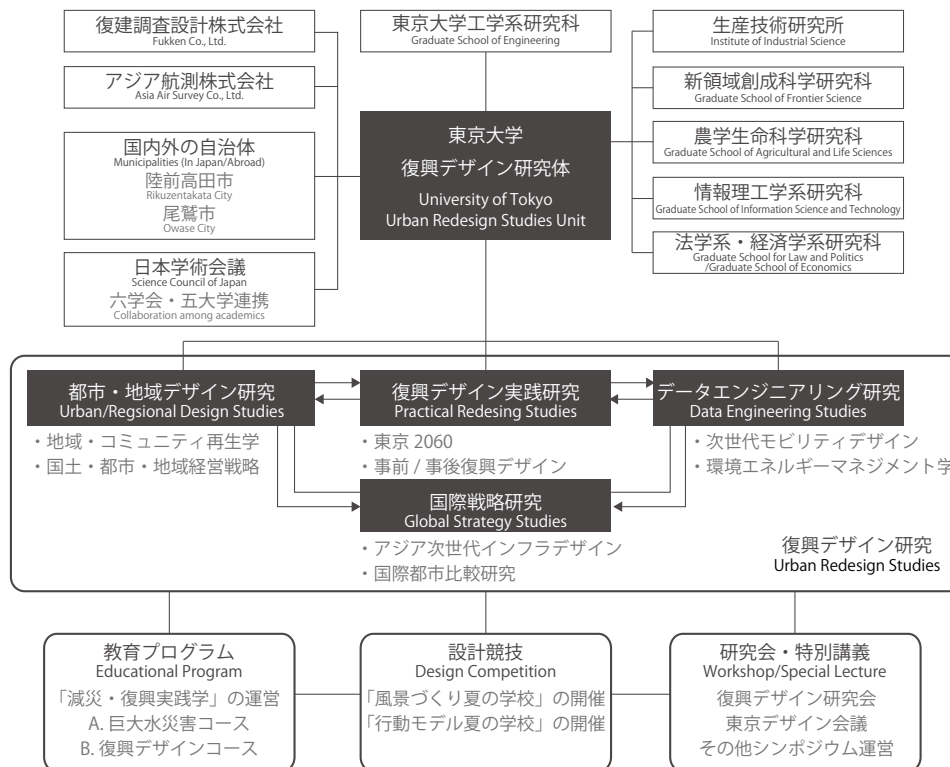 復建調査設計株式会社
Fukken Co., Ltd.
アジア航測株式会社
Asia Air Survey Co., Ltd.
国内外の自治体
Municipalities (In Japan/Abroad)
陸前高田市
Rikuzentakata City
尾鷲市
Owase City
日本学術会議
Science Council of Japan
六学会・五大学連携
Collaboration among academics
東京大学工学系研究科
Graduate School of Engineering
東京大学
復興デザイン研究体
University of Tokyo
Urban Redesign Studies Unit
生産技術研究所
Institute of Industrial Science
新領域創成科学研究科
Graduate School of Frontier Science
農学生命科学研究科
Graduate School of Agricultural and Life Sciences
情報理工学系研究科
Graduate School of Information Science and Technology
法学系・経済学系研究科
Graduate School for Law and Politics
/Graduate School of Economics
都市・地域デザイン研究
Urban/Regsional Design Studies
・地域・コミュニティ再生学
・国土・都市・地域経営戦略
復興デザイン実践研究
Practical Redesing Studies
・東京 2060
・事前 / 事後復興デザイン
データエンジニアリング研究
Data Engineering Studies
・次世代モビリティデザイン
・環境エネルギーマネジメント学
国際戦略研究
Global Strategy Studies
・アジア次世代インフラデザイン
・国際都市比較研究
復興デザイン研究
Urban Redesign Studies
教育プログラム
Educational Program
「減災・復興実践学」の運営
A. 巨大水災害コース
B. 復興デザインコース
設計競技
Design Competition
「風景づくり夏の学校」の開催
「行動モデル夏の学校」の開催
研究会・特別講義
Workshop/Special Lecture
復興デザイン研究会
東京デザイン会議
その他シンポジウム運営